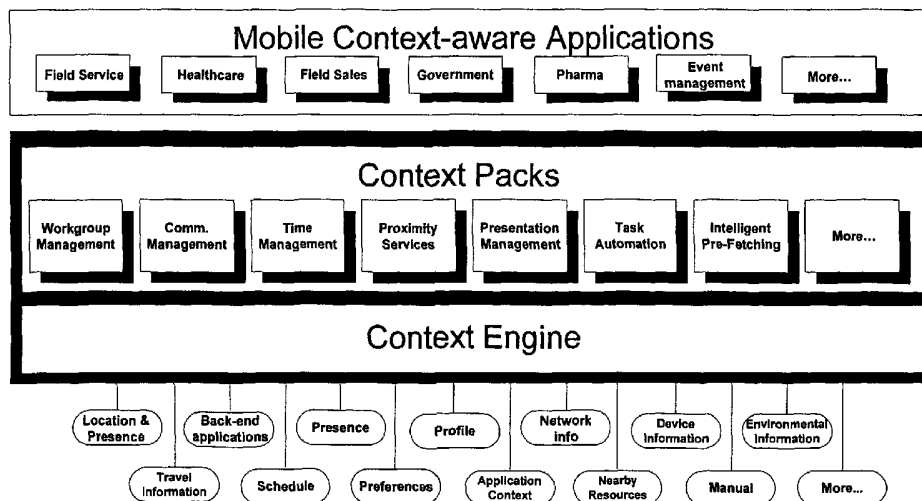 Mobile Context-aware Applications
Field Service
Healthcare
Field Sales
Government
Pharma
Event
management
More...
Context Packs
Workgroup
Management
Comm.
Management
Time
Management
Proximity
Services
Presentation
Management
Task
Automation
Intelligent
Pre-Fetching
More...
Context Engine
Location &
Presence
Back-end
applications
Presence
Profile
Network
info
Device
Information
Environmental
Information
Travel
Information
Schedule
Preferences
Application
Context
Nearby
Resources
Manual
More...